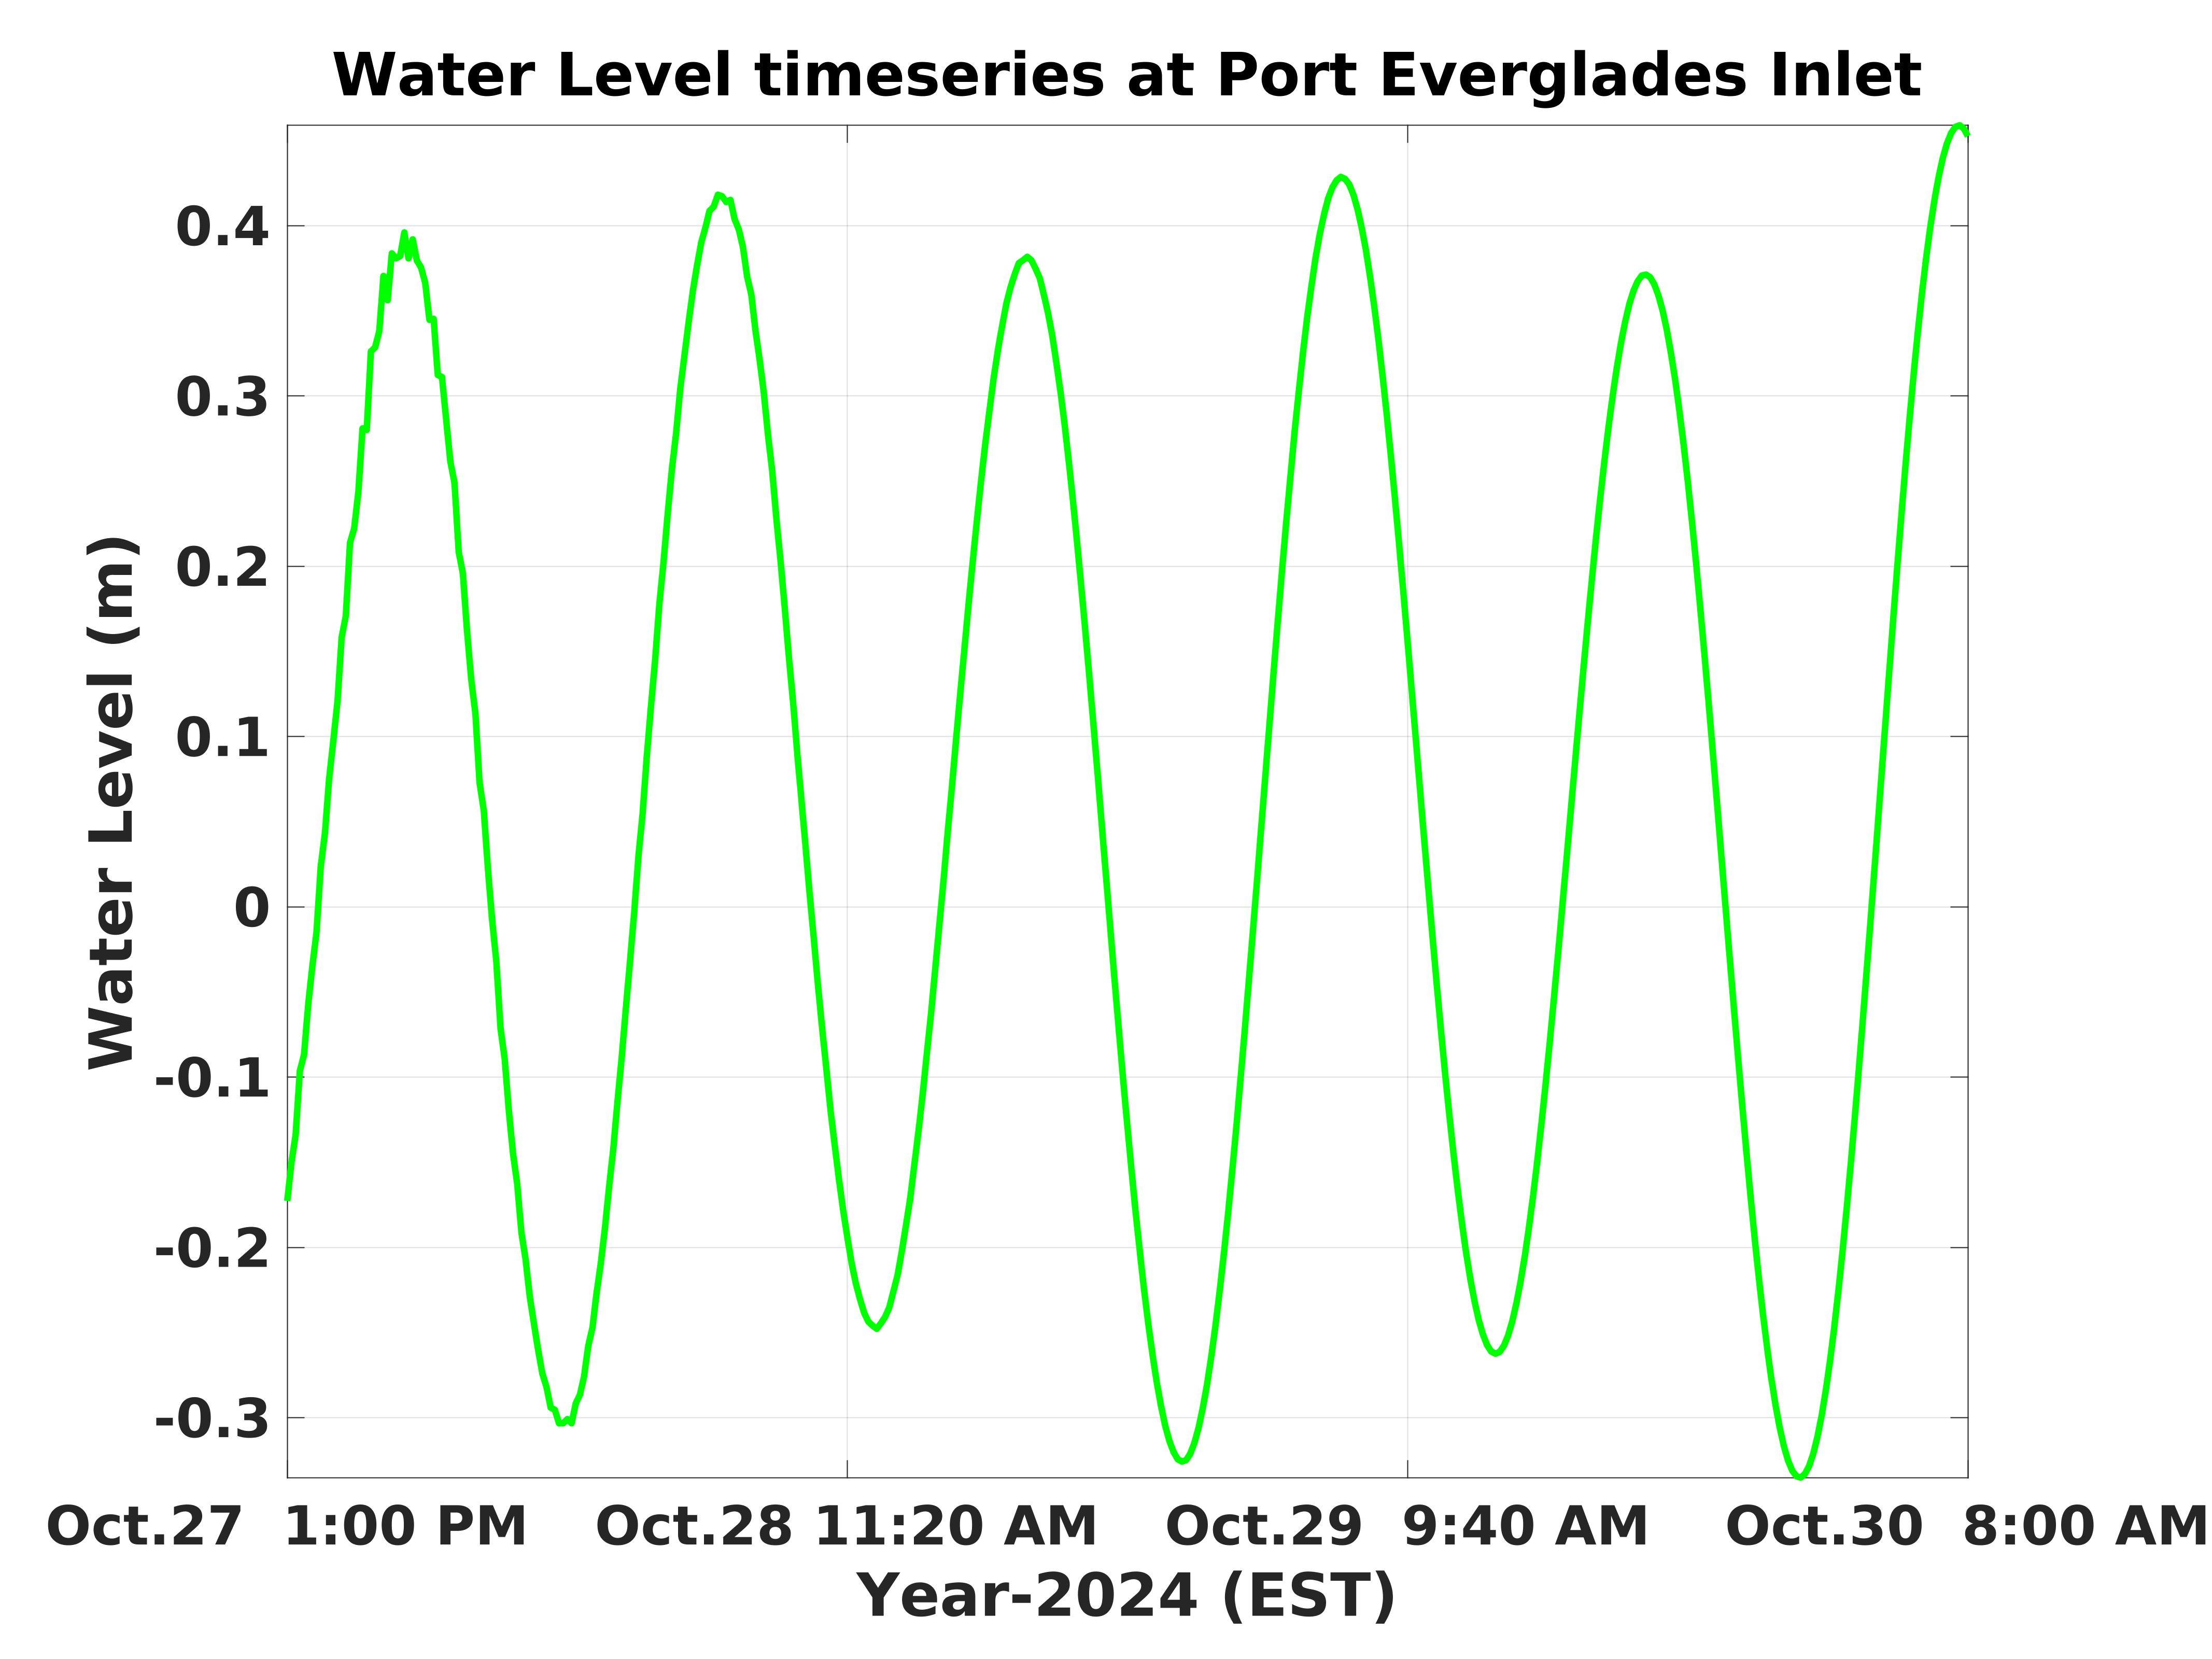 Water Level timeseries at Port Everglades Inlet
Water Level (m)
0.4
0.3
0.2
0.1
0
-0.1
-0.2
-0.3
Oct.27 1:00 PM Oct.28 11:20 AM Oct.29 9:40 AM Oct.30 8:00 AM
Year-2024 (EST)